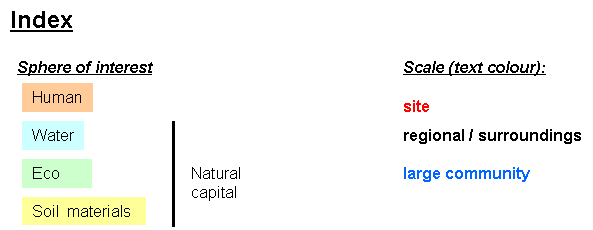 Index
Sphere of interest
Human
Water
Eco
Soil materials
Natural
capital
Scale (text colour):
site
regional / surroundings
large community